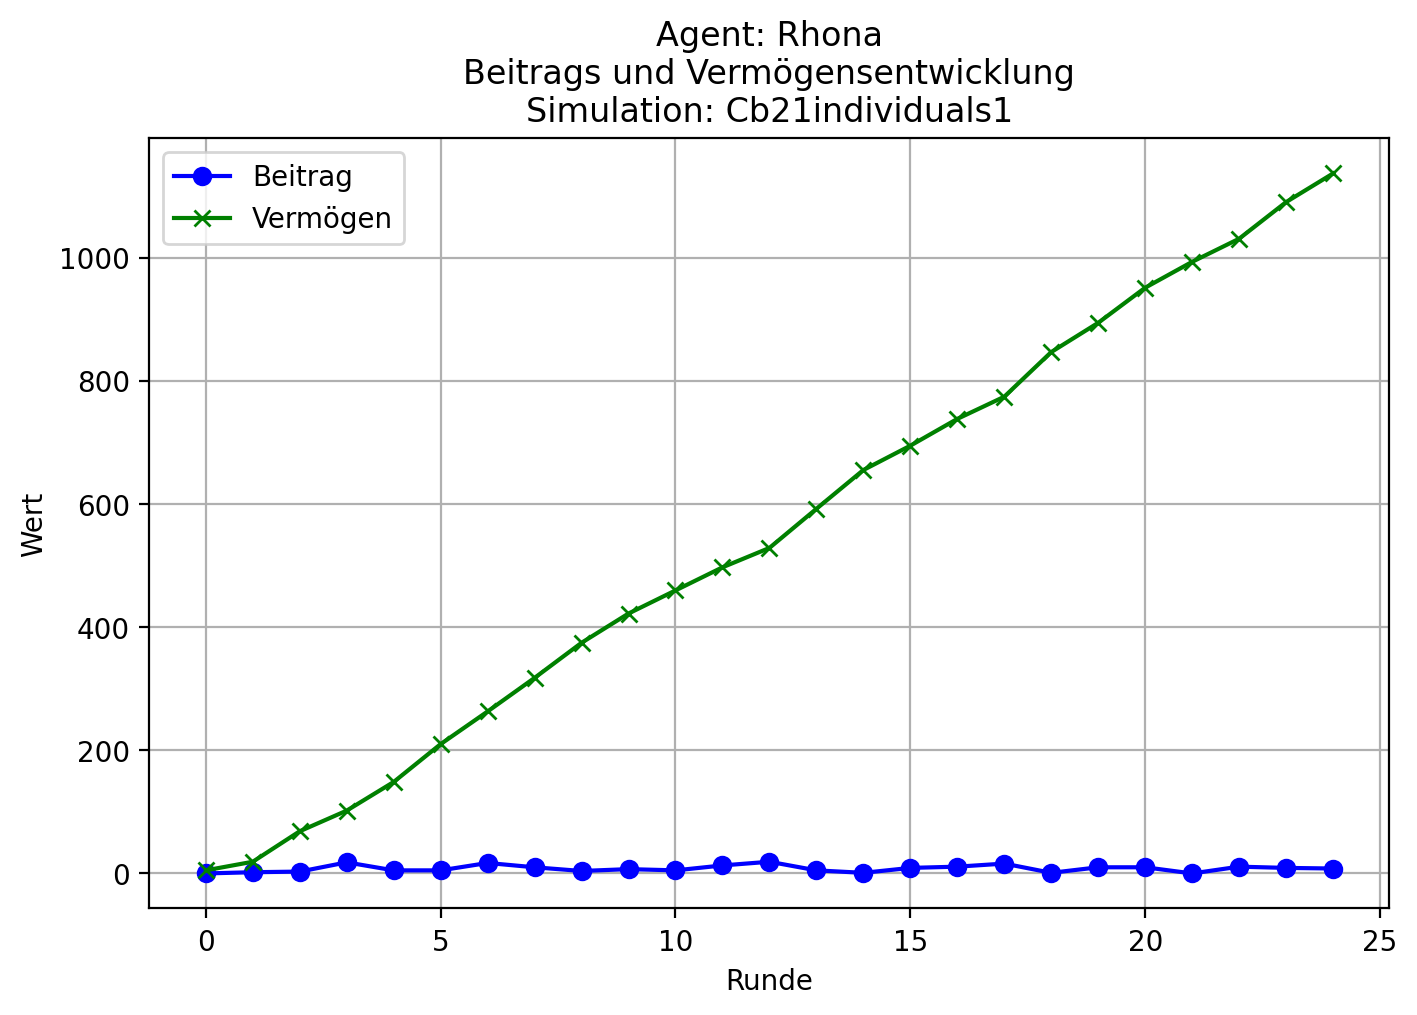 Agent: Rhona
Beitrags und Vermögensentwicklung
Simulation: Cb21individuals1
Beitrag
Vermögen
1000
800
600
400
200
0
Wert
0 5 10 15 20 25
Runde